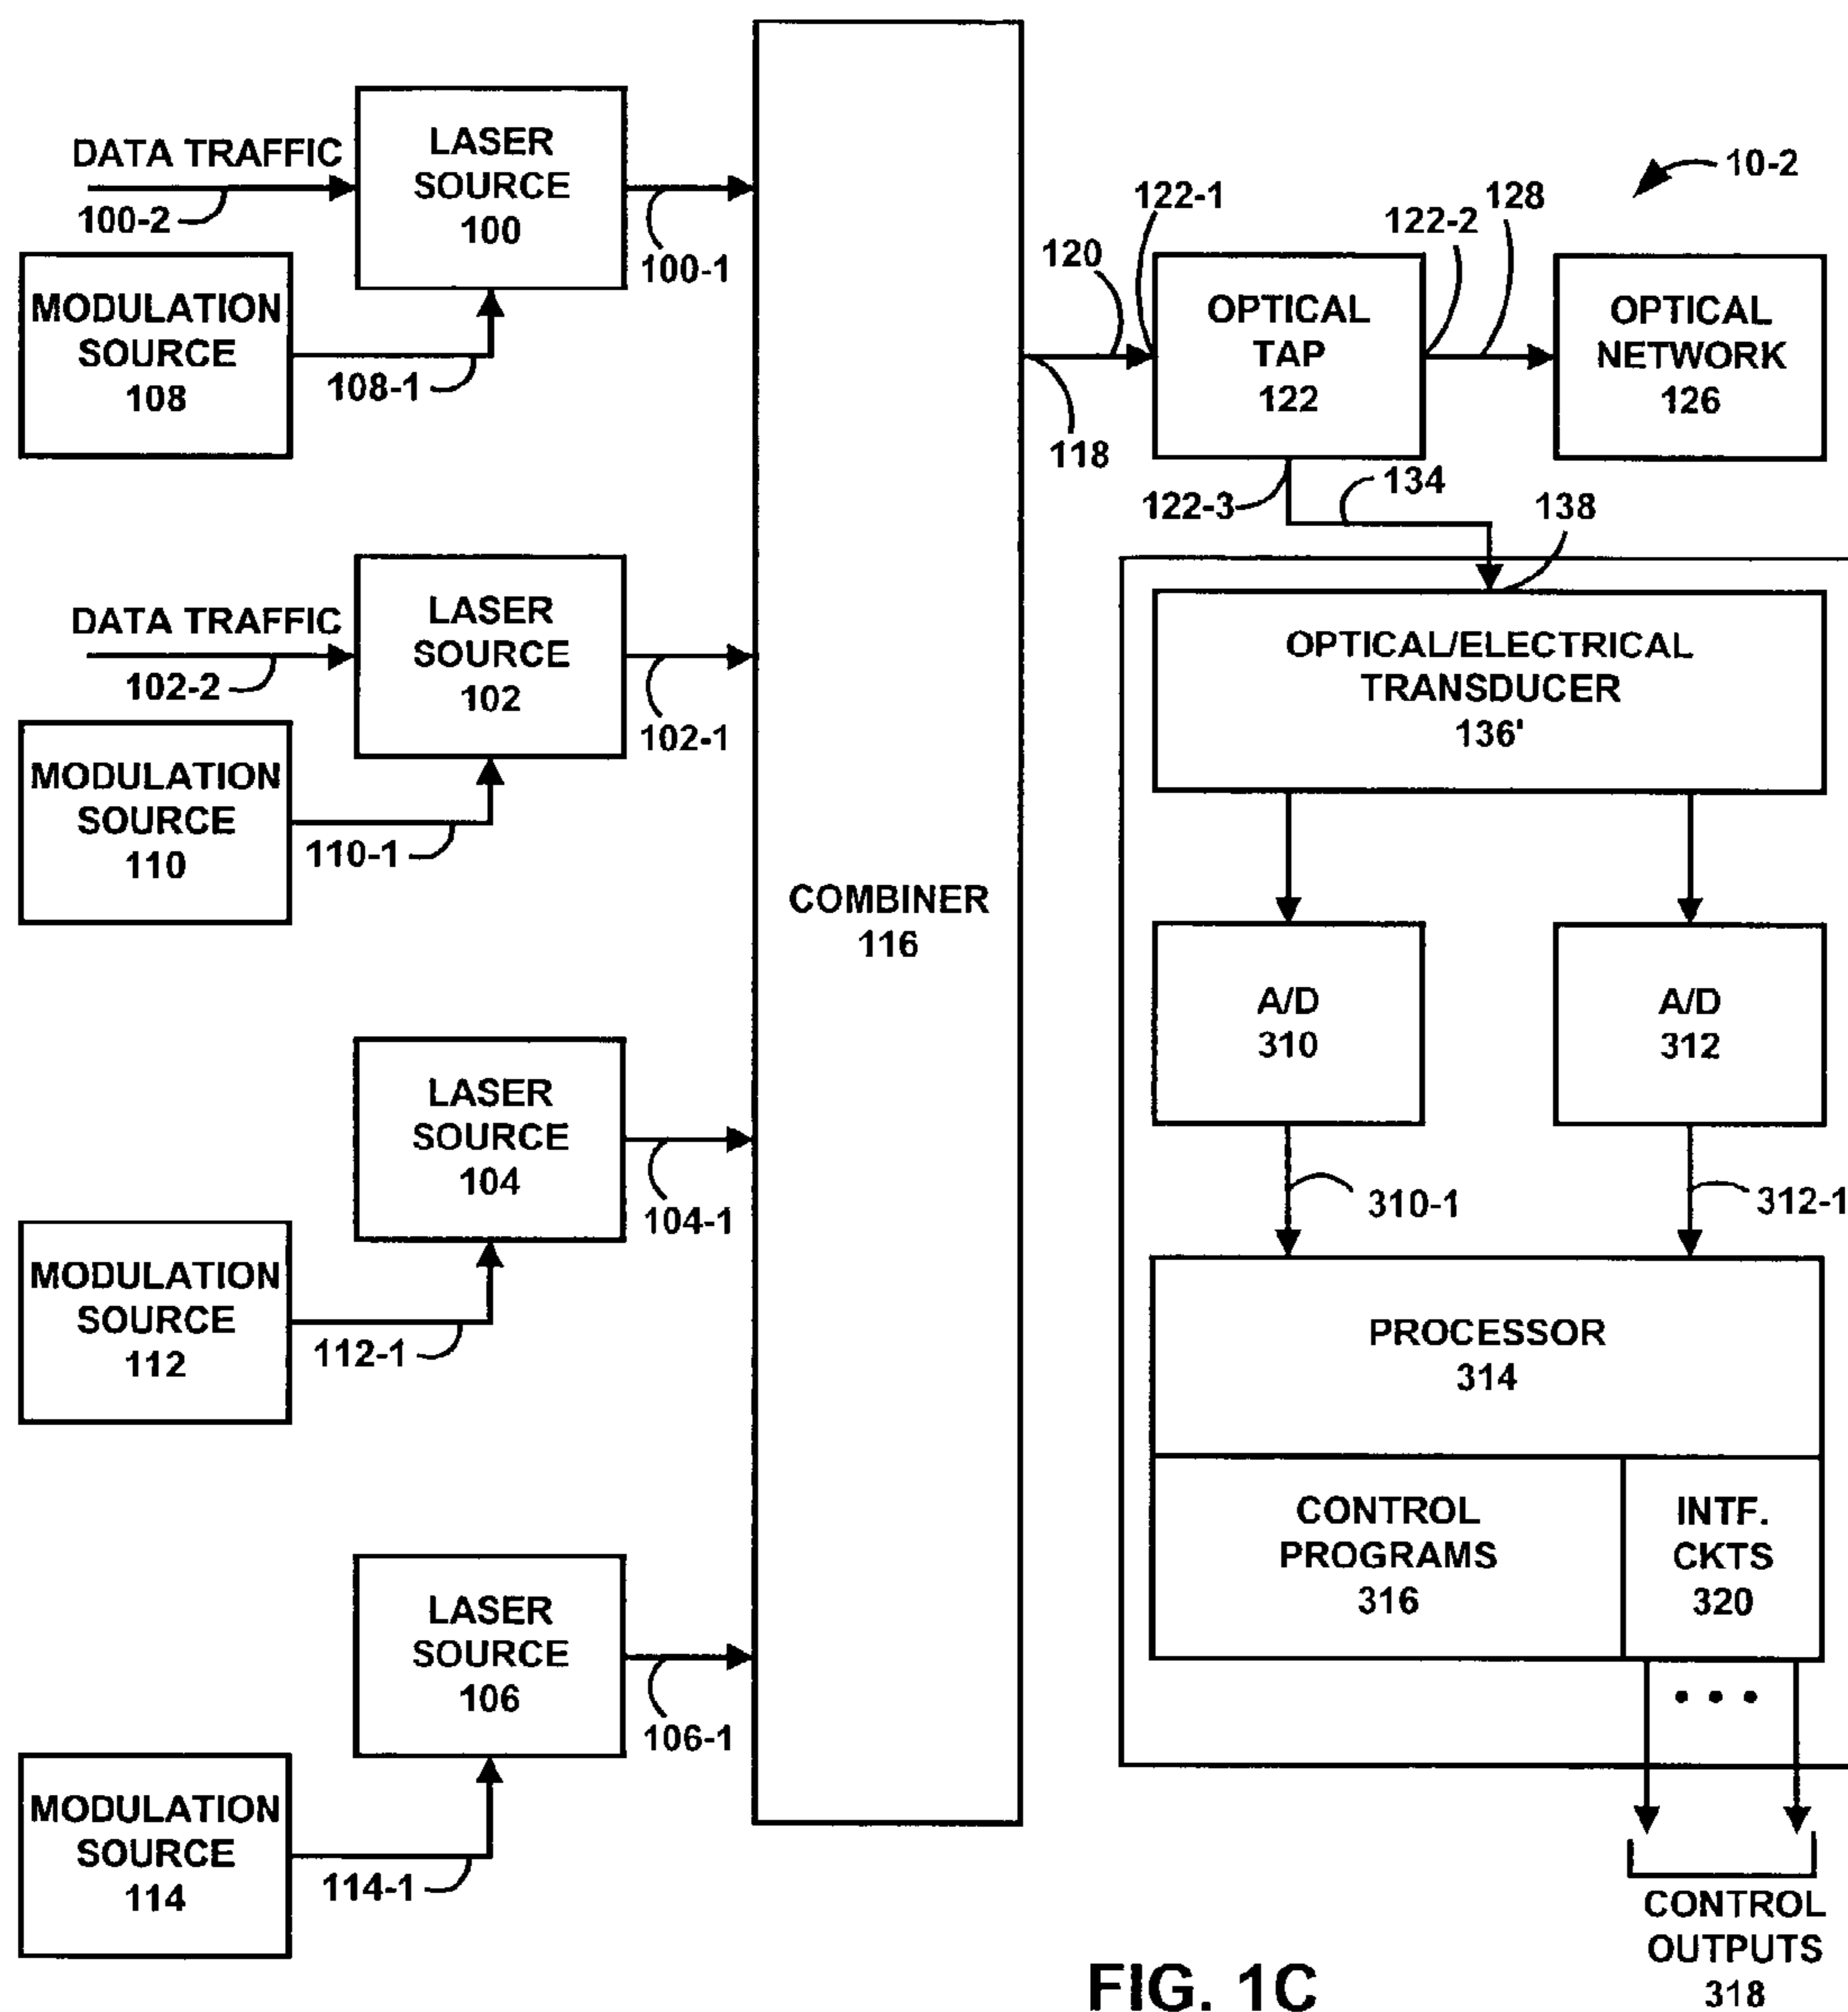 DATA TRAFFIC
100-2
LASER
SOURCE
100
100-1
MODULATION
SOURCE
108
108-1
DATA TRAFFIC
102-2
LASER
SOURCE
102
102-1
MODULATION
SOURCE
110
110-1
LASER
SOURCE
104
104-1
MODULATION
SOURCE
112
112-1
LASER
SOURCE
106
106-1
MODULATION
SOURCE
114
114-1
COMBINER
116
10-2
120
118
122-1
OPTICAL
TAP
122
122-2
128
OPTICAL
NETWORK
126
122-3
134
138
OPTICAL/ELECTRICAL
TRANSDUCER
136'
A/D
310
A/D
312
310-1
312-1
PROCESSOR
314
CONTROL
PROGRAMS
316
INTF.
CKTS
320
CONTROL
OUTPUTS
318
FIG. 1C